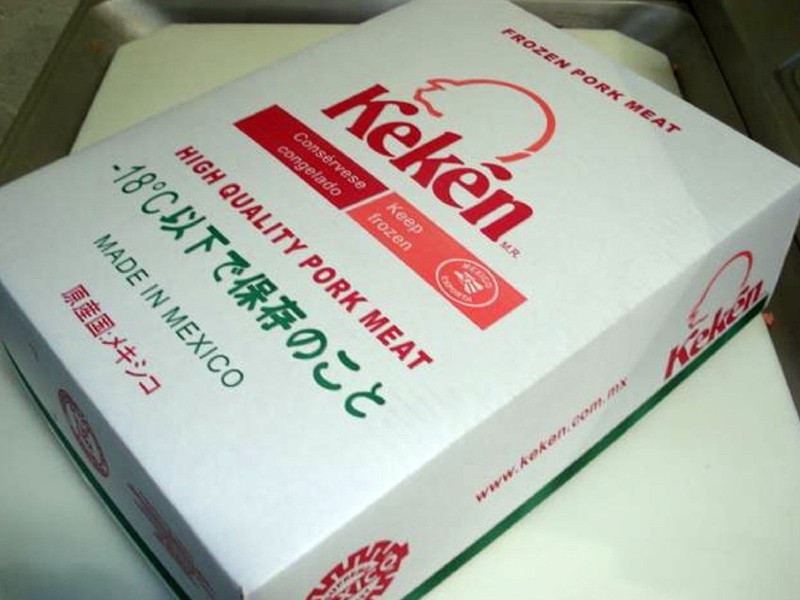 FROZEN PORK MEAT
Kekén
M.R.
Consérvese
congelado
Keep
frozen
MEXICO
HIGH QUALITY PORK MEAT
-18°C以下で保存のこと
MADE IN MEXICO
原産国:メキシコ
Kekén
www.keken.com.mx